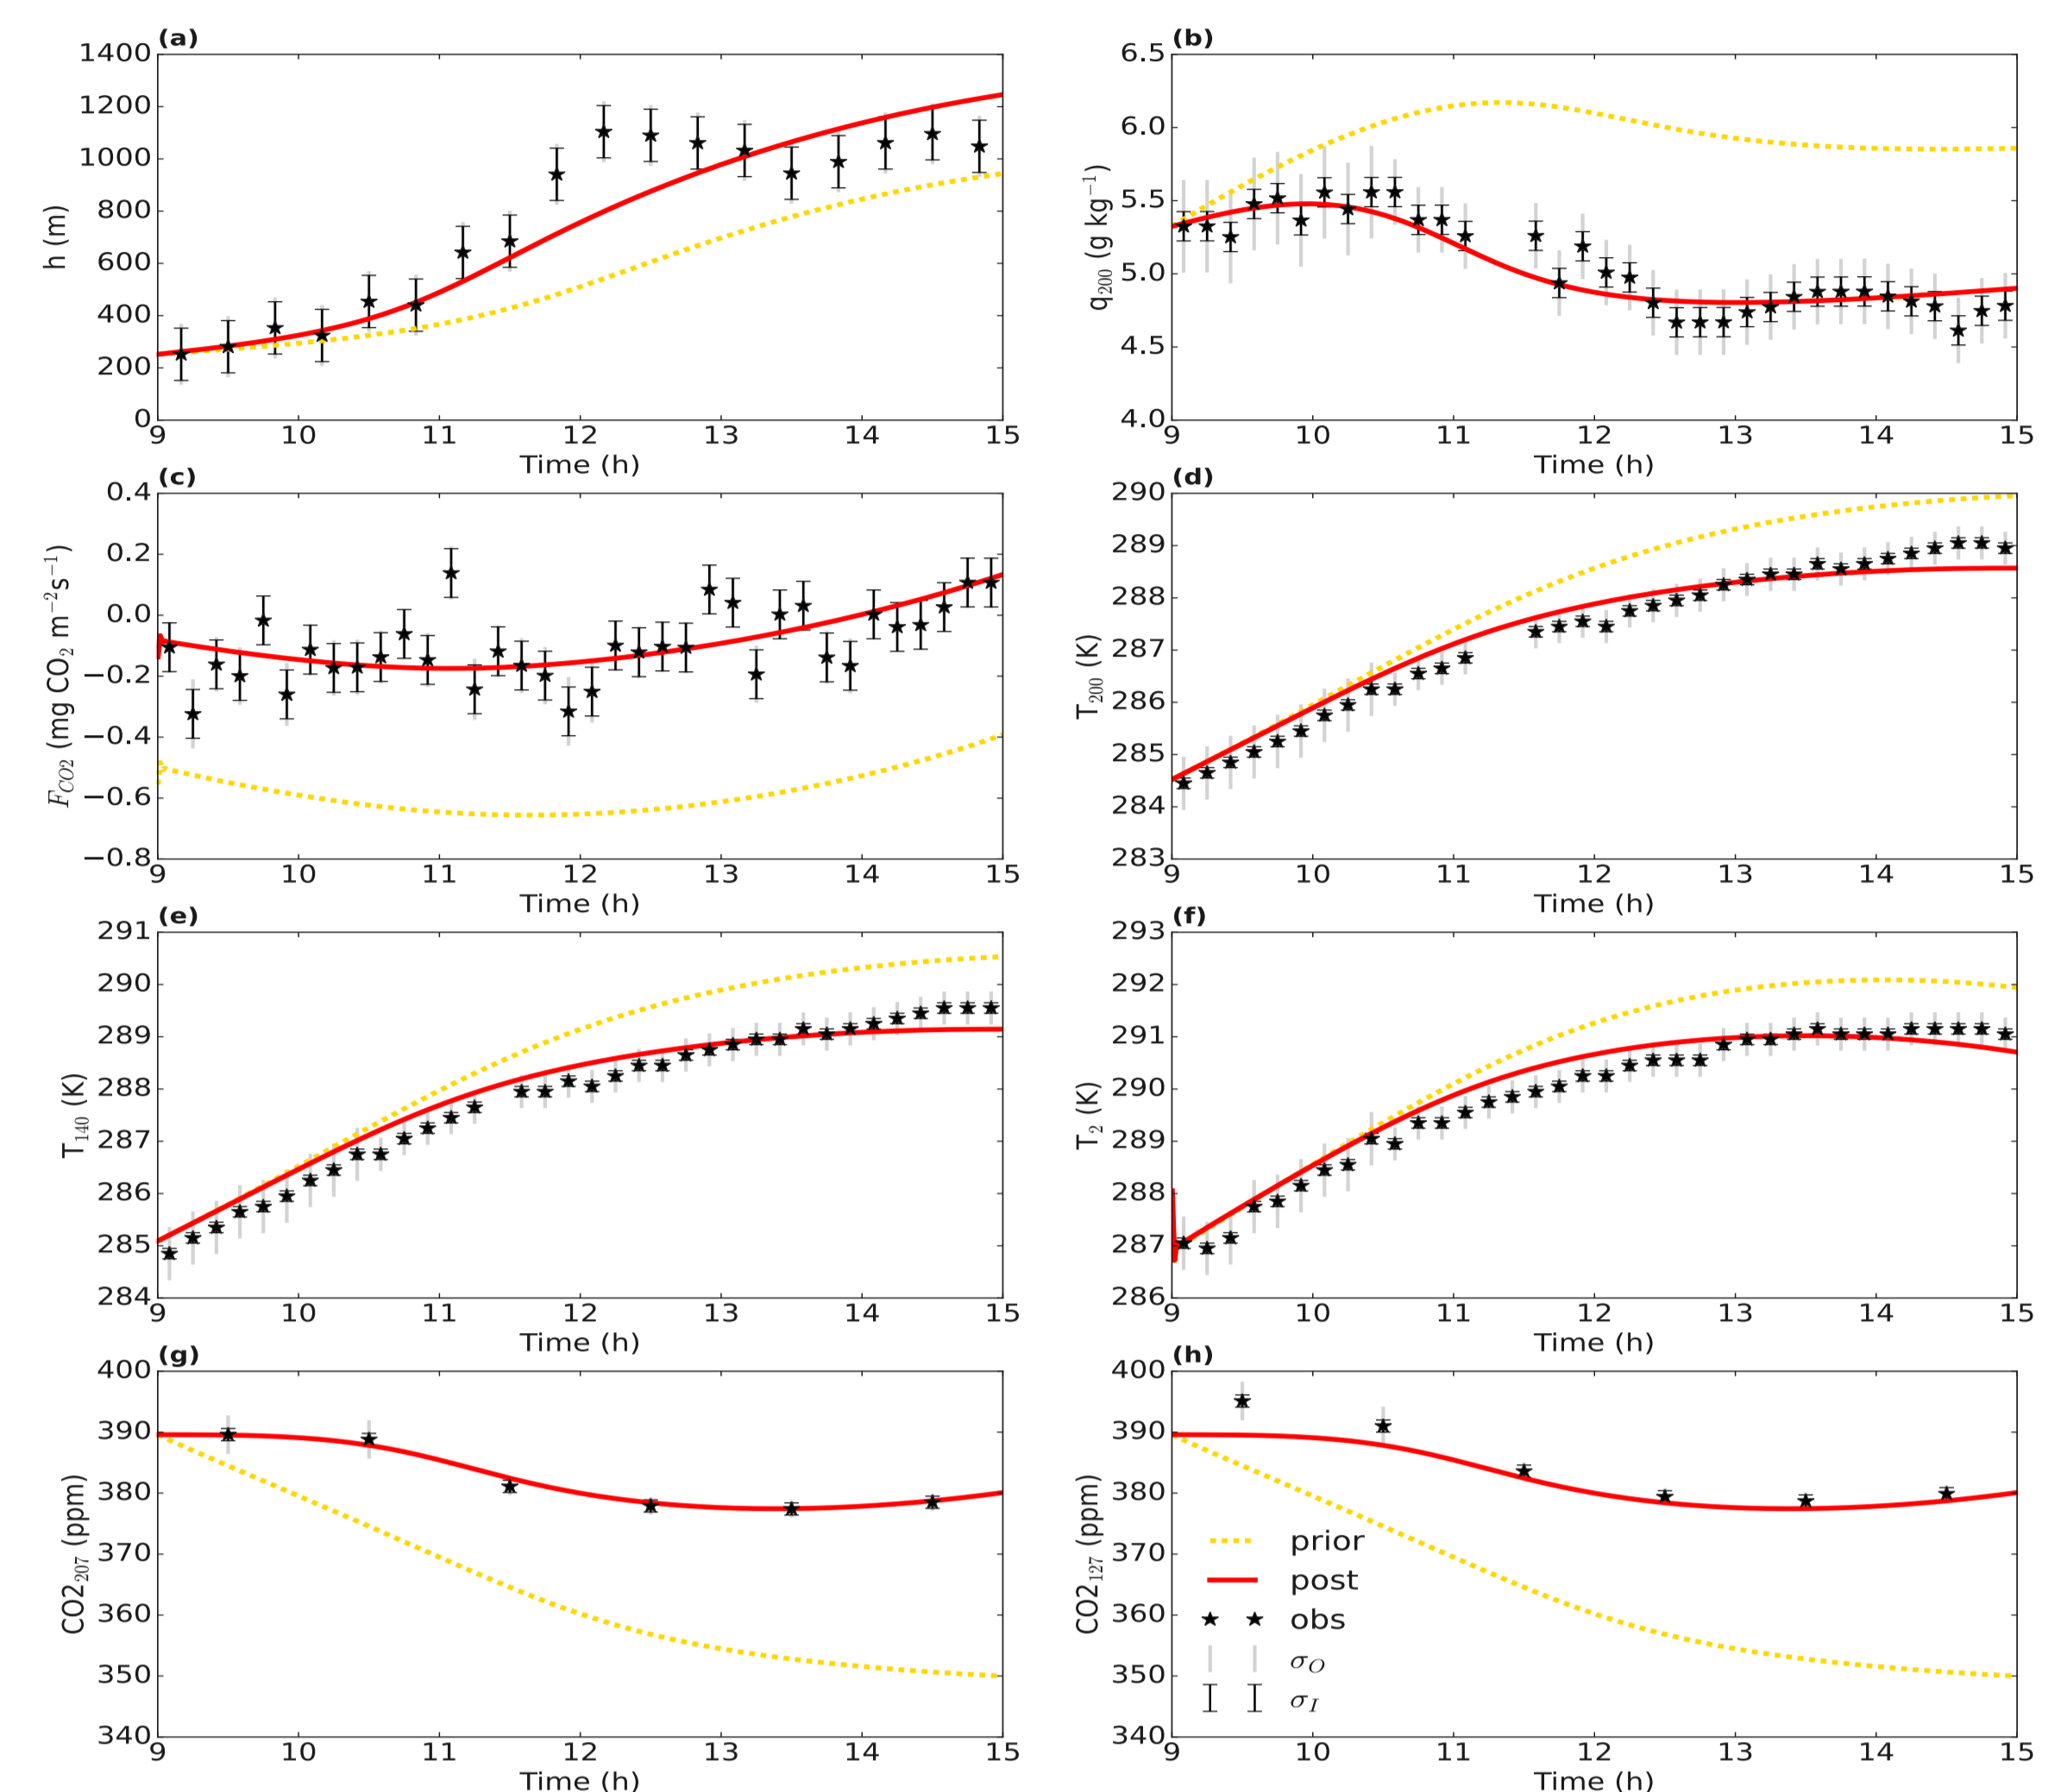 (a)
1400
1200
1000
800
600
400
200
0
h (m)
9 10 11 12 13 14 15
Time (h)
(b)
6.5
6.0
5.5
5.0
4.5
4.0
q200 (g kg−1)
9 10 11 12 13 14 15
Time (h)
(c)
0.4
0.2
0.0
−0.2
−0.4
−0.6
−0.8
FCO2 (mg CO2 m−2s−1)
9 10 11 12 13 14 15
Time (h)
(d)
290
289
288
287
286
285
284
283
T200 (K)
9 10 11 12 13 14 15
Time (h)
(e)
291
290
289
288
287
286
285
284
T140 (K)
9 10 11 12 13 14 15
Time (h)
(f)
293
292
291
290
289
288
287
286
T2 (K)
9 10 11 12 13 14 15
Time (h)
(g)
400
390
380
370
360
350
340
CO2207 (ppm)
9 10 11 12 13 14 15
Time (h)
(h)
400
390
380
370
360
350
340
CO2127 (ppm)
prior
post
obs
σO
σI
9 10 11 12 13 14 15
Time (h)